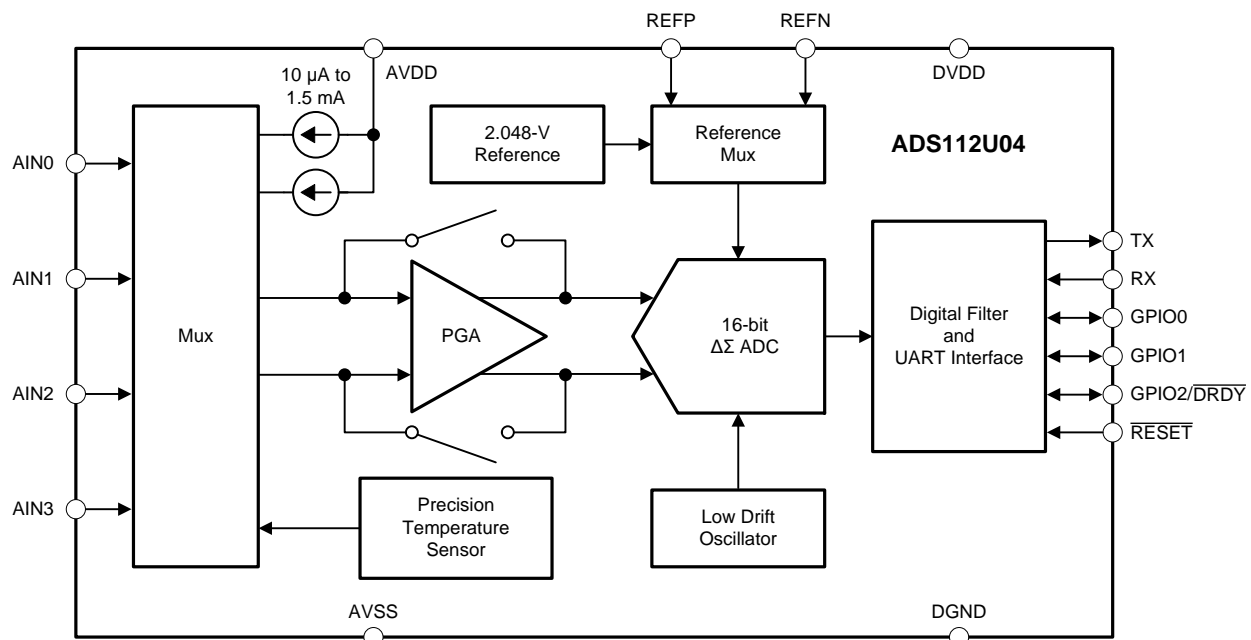 REFP
REFN
AVDD
DVDD
10 µA to
1.5 mA
2.048-V
Reference
Reference
Mux
ADS112U04
AIN0
AIN1
AIN2
AIN3
Mux
PGA
16-bit
ΔΣ ADC
Digital Filter
and
UART Interface
TX
RX
GPIO0
GPIO1
GPIO2/D̅R̅D̅Y̅
R̅E̅S̅E̅T̅
Precision
Temperature
Sensor
Low Drift
Oscillator
AVSS
DGND